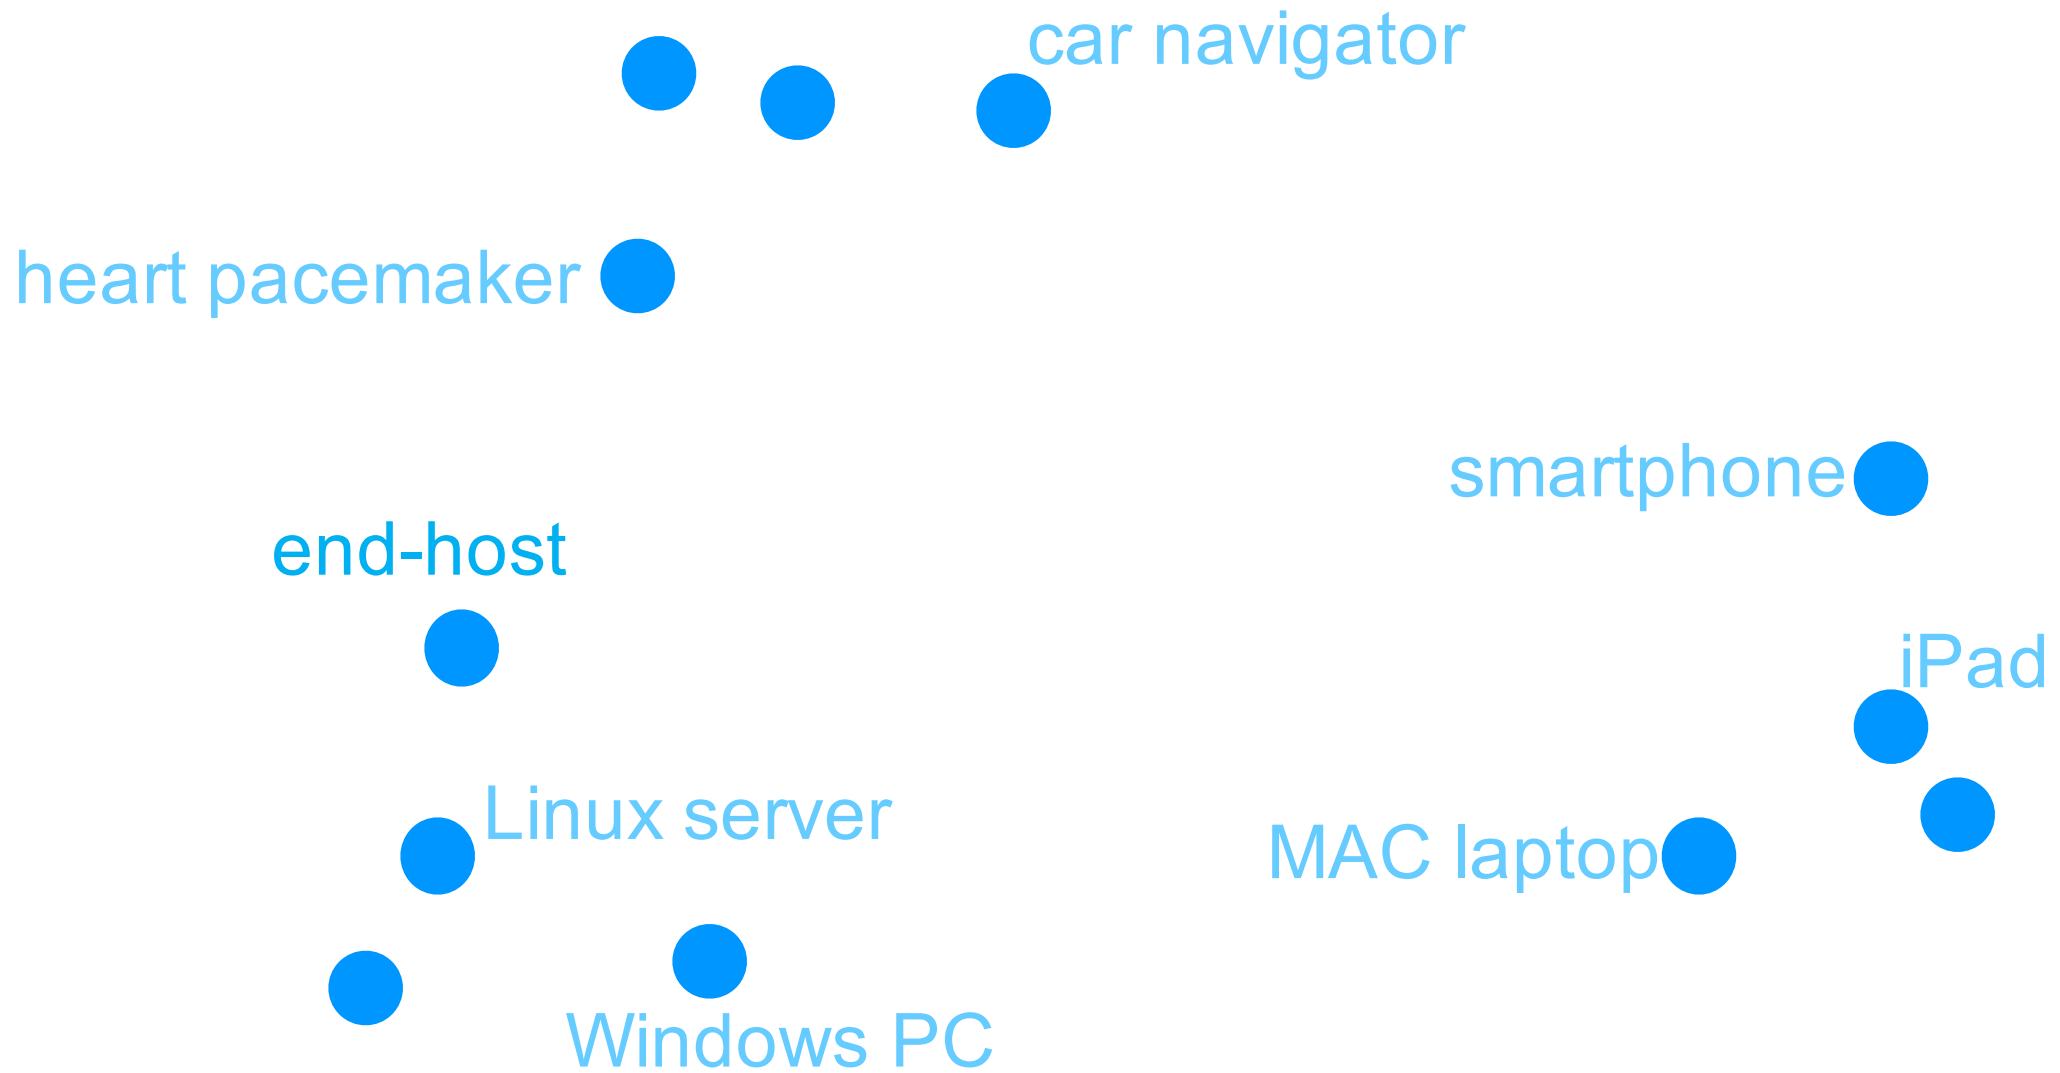 car navigator
heart pacemaker
smartphone
end-host
iPad
Linux server
MAC laptop
Windows PC